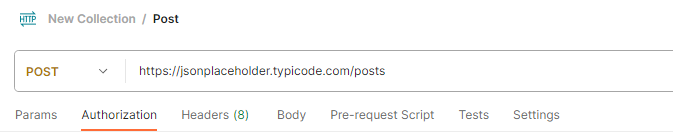 HTTP New Collection / Post
POST https://jsonplaceholder.typicode.com/posts
Params Authorization Headers (8) Body Pre-request Script Tests Settings